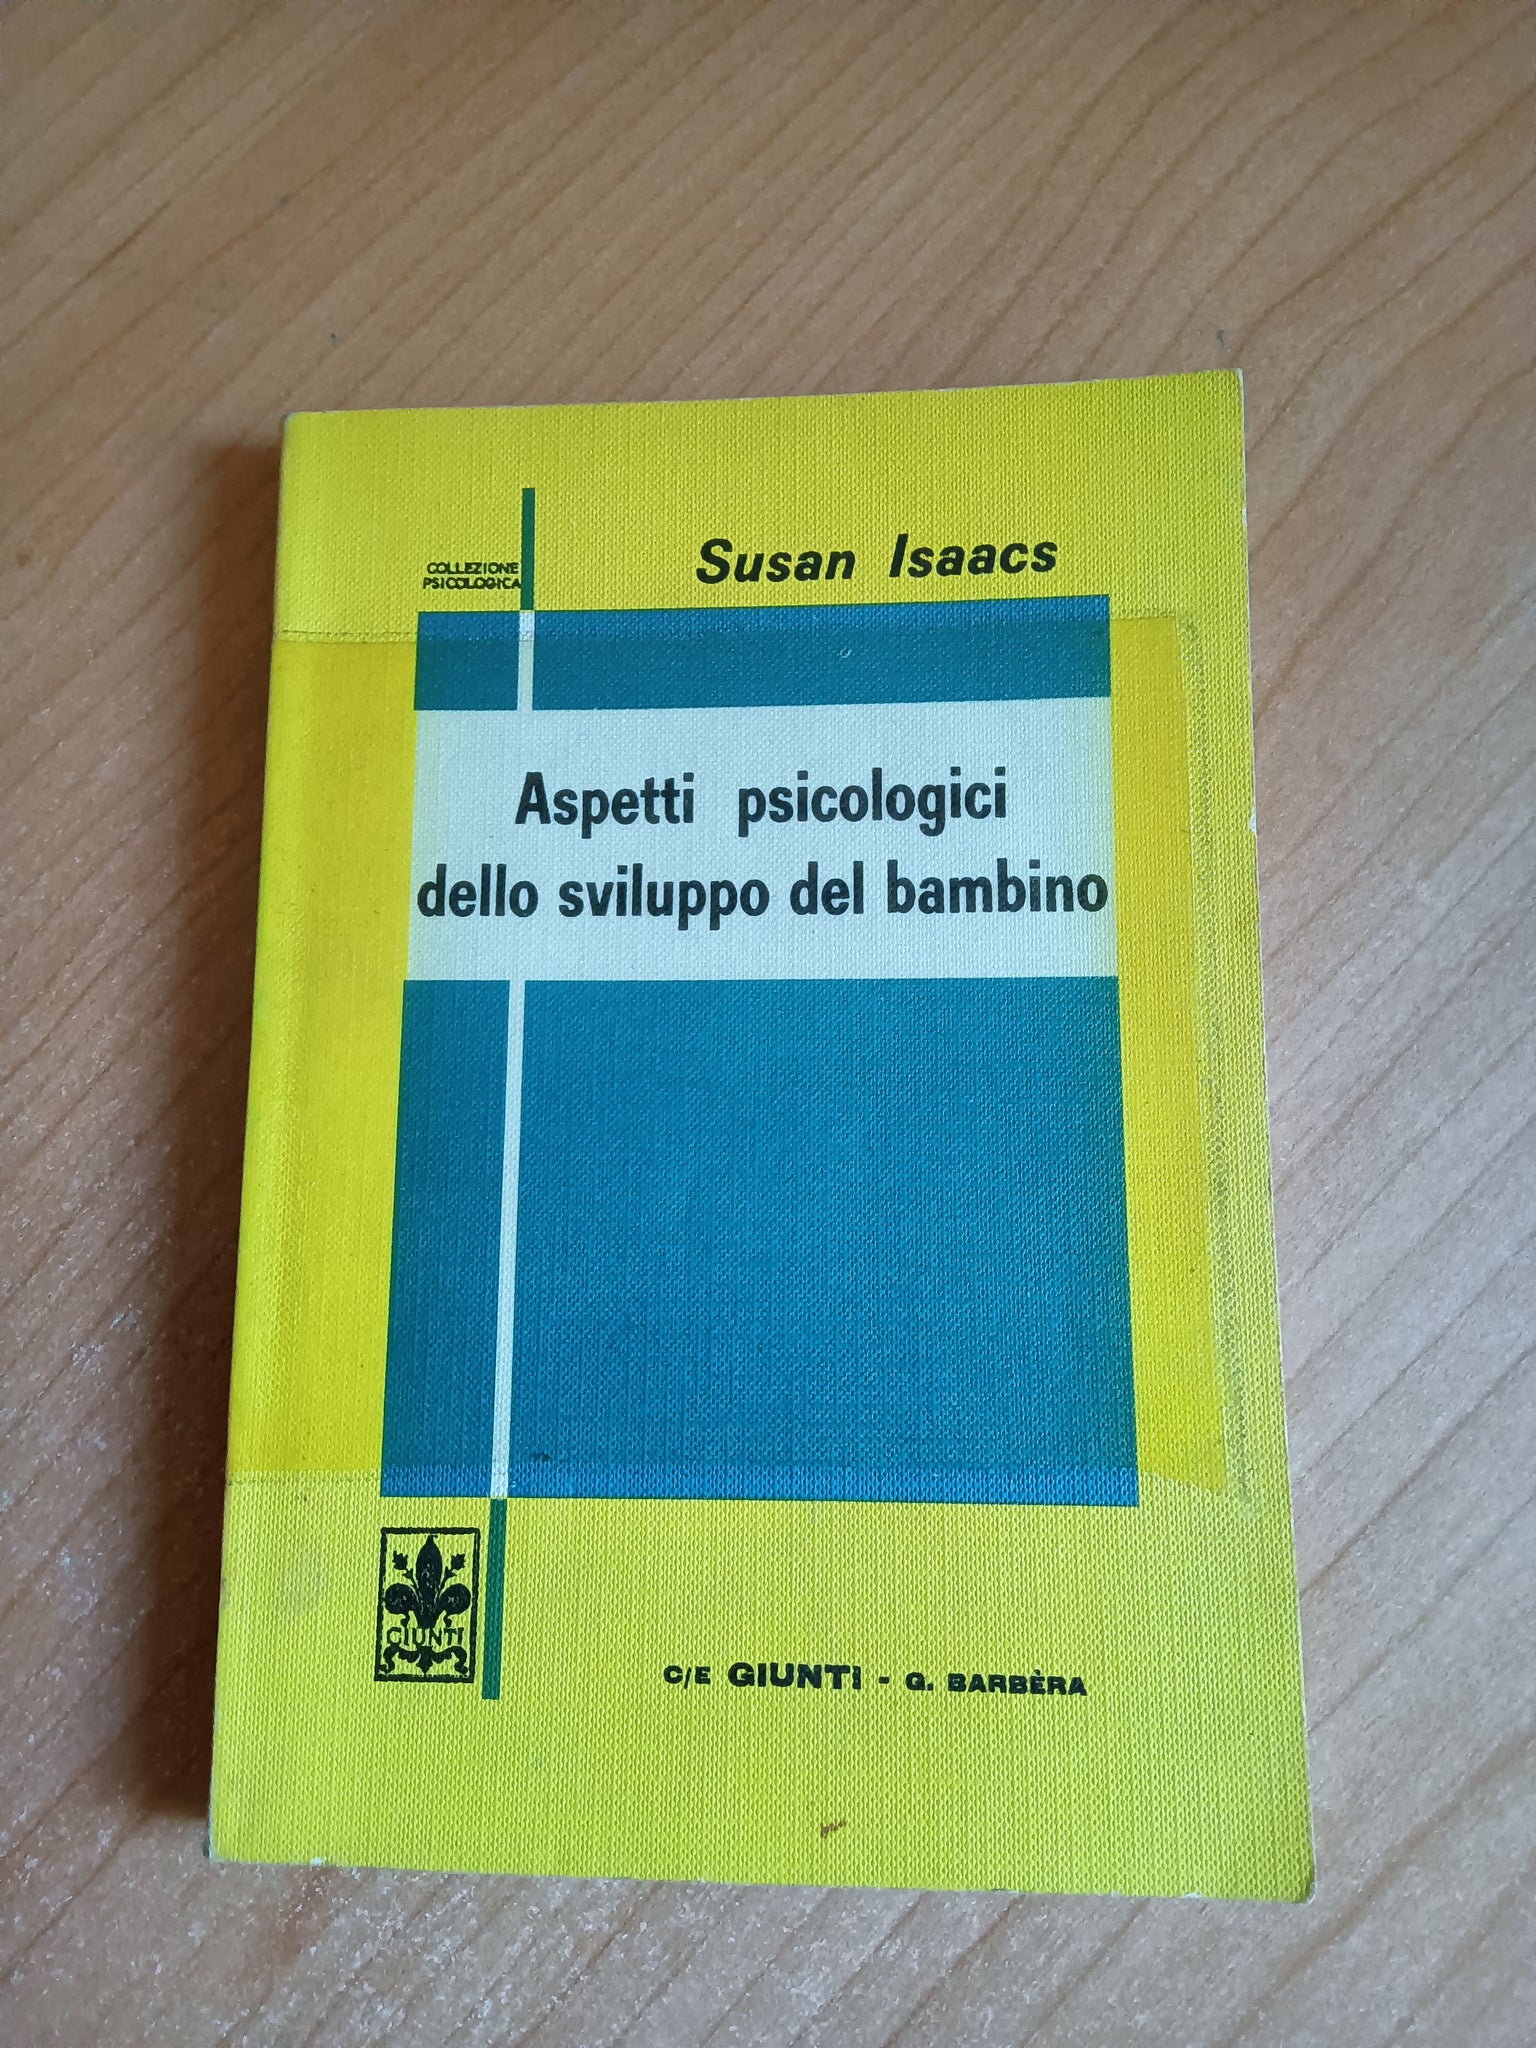 COLLEZIONE
PSICOLOGICA
Susan Isaacs
Aspetti psicologici
dello sviluppo del bambino
GIUNTI
C/E GIUNTI - G. BARBÈRA